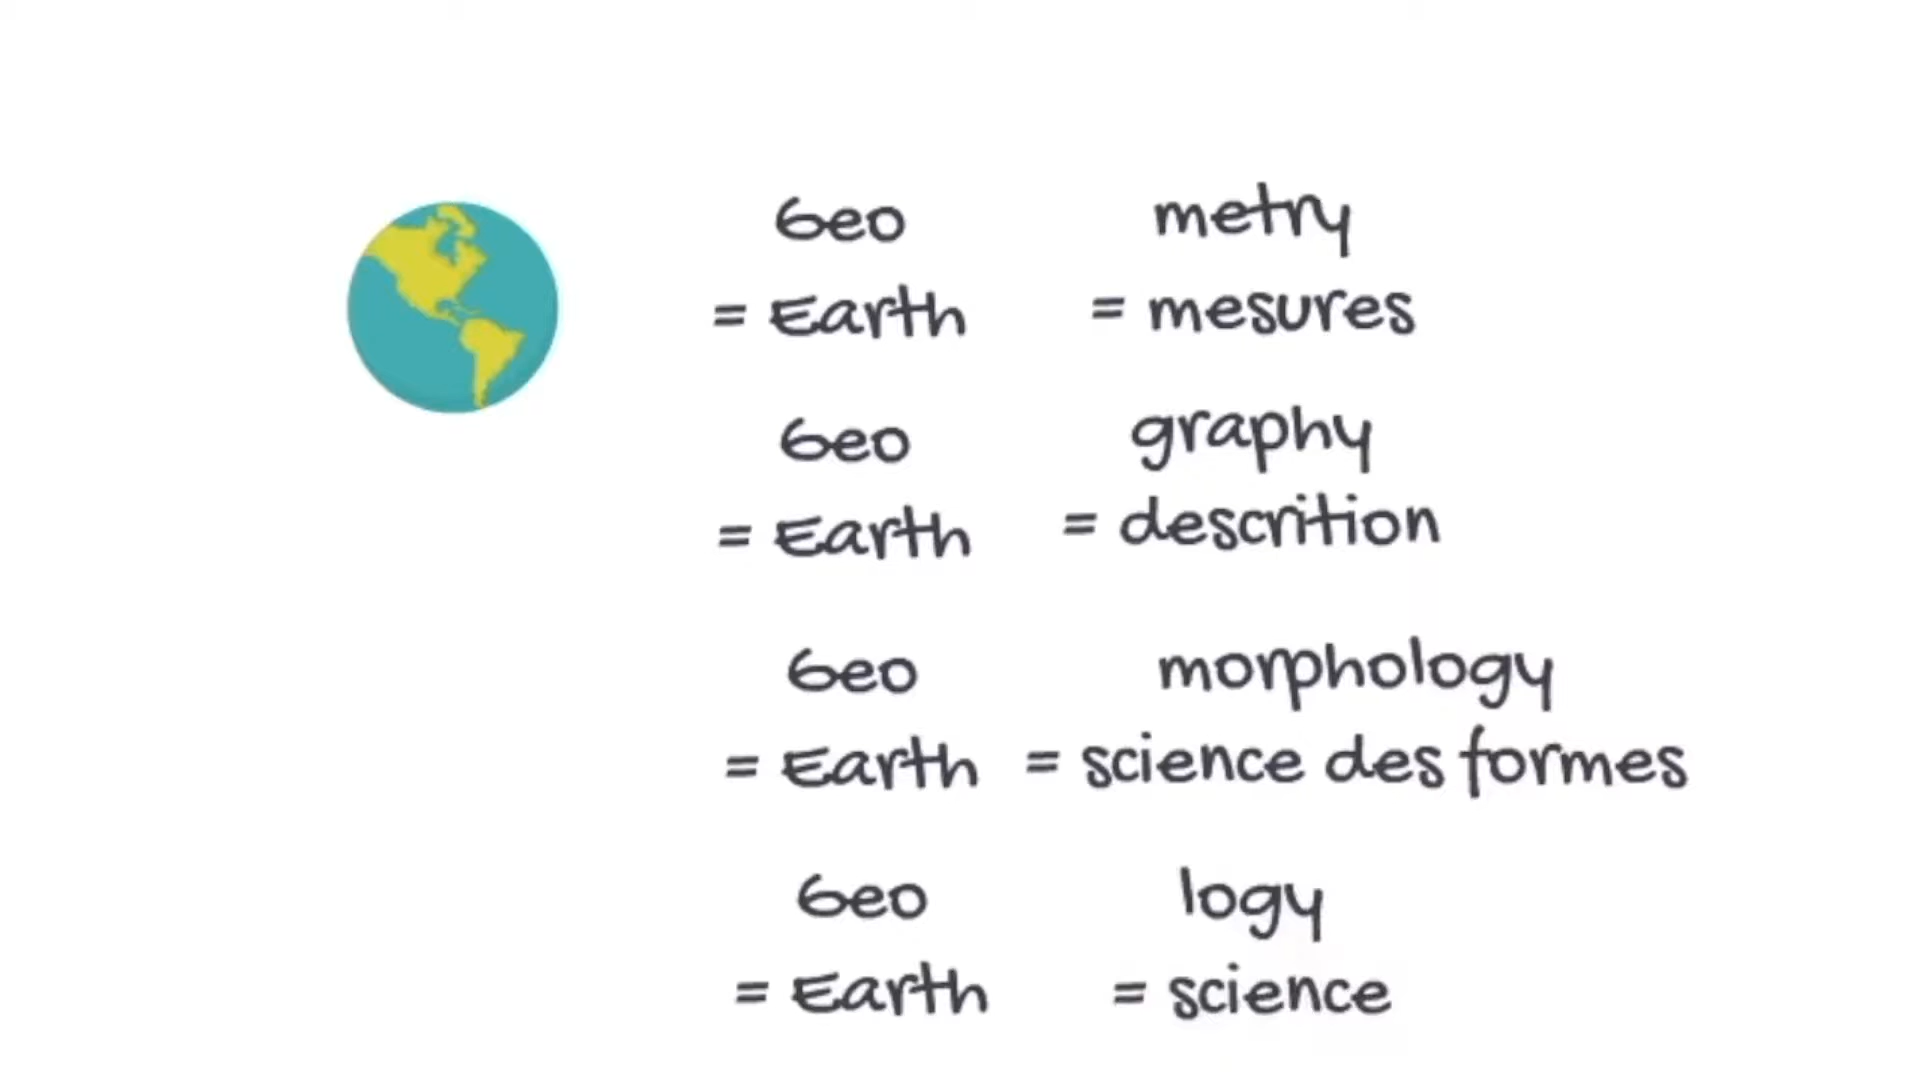 Geo metry
= Earth = mesures
Geo graphy
= Earth = descrition
Geo morphology
= Earth = science des formes
Geo logy
= Earth = science